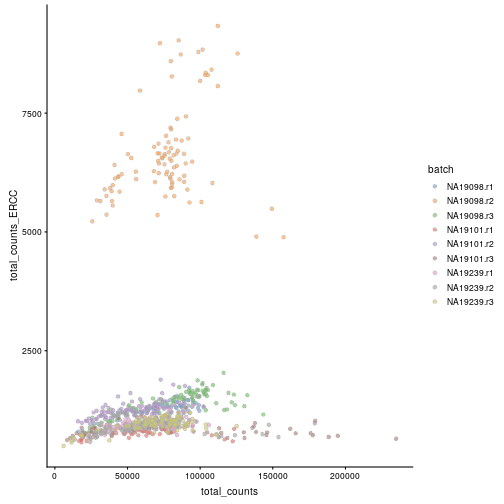 7500
5000
2500
total_counts_ERCC
0
50000
100000
150000
200000
total_counts
batch
NA19098.r1
NA19098.r2
NA19098.r3
NA19101.r1
NA19101.r2
NA19101.r3
NA19239.r1
NA19239.r2
NA19239.r3